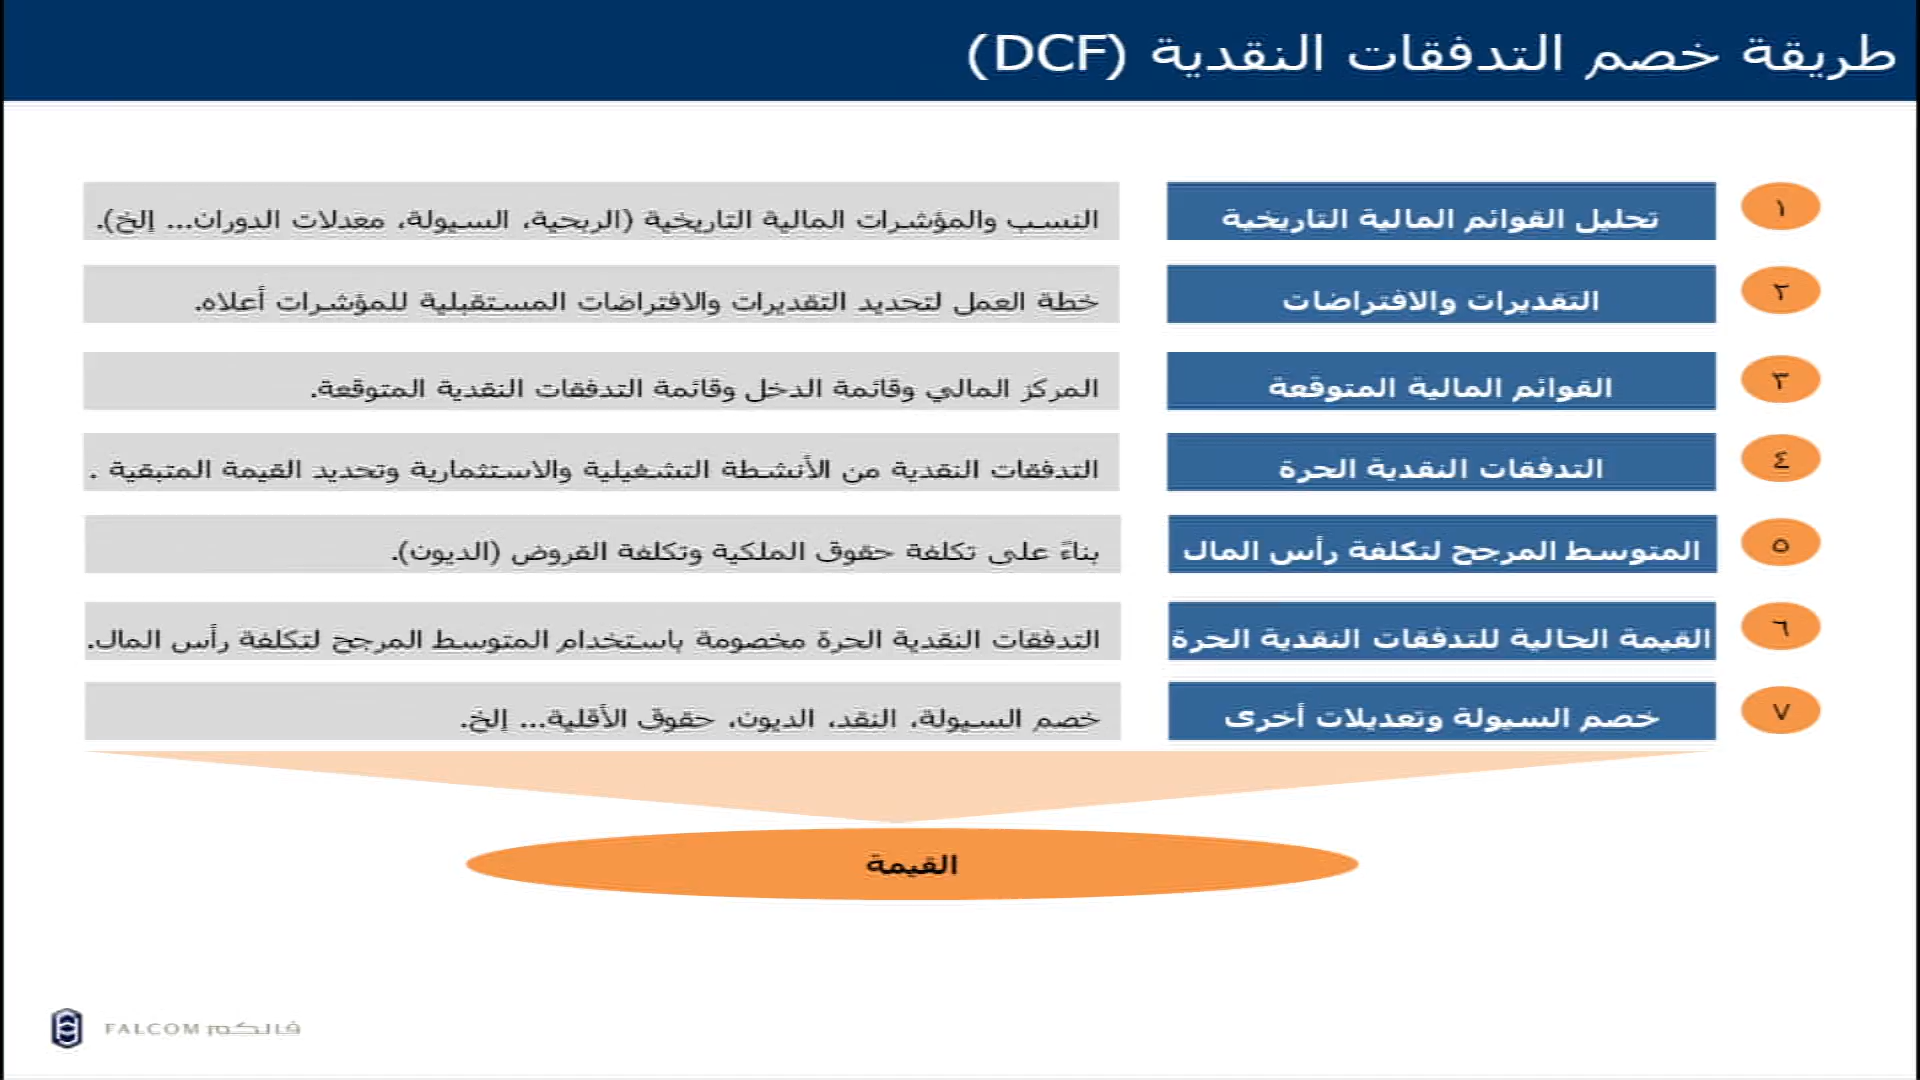 طريقة خصم التدفقات النقدية (DCF)
١
تحليل القوائم المالية التاريخية
النسب والمؤشرات المالية التاريخية (الربحية، السيولة، معدلات الدوران... إلخ).
٢
التقديرات والافتراضات
خطة العمل لتحديد التقديرات والافتراضات المستقبلية للمؤشرات أعلاه.
٣
القوائم المالية المتوقعة
المركز المالي وقائمة الدخل وقائمة التدفقات النقدية المتوقعة.
٤
التدفقات النقدية الحرة
التدفقات النقدية من الأنشطة التشغيلية والاستثمارية وتحديد القيمة المتبقية .
٥
المتوسط المرجح لتكلفة رأس المال
بناءً على تكلفة حقوق الملكية وتكلفة القروض (الديون).
٦
القيمة الحالية للتدفقات النقدية الحرة
التدفقات النقدية الحرة مخصومة باستخدام المتوسط المرجح لتكلفة رأس المال.
٧
خصم السيولة وتعديلات أخرى
خصم السيولة، النقد، الديون، حقوق الأقلية... إلخ.
القيمة
FALCOM فالكم